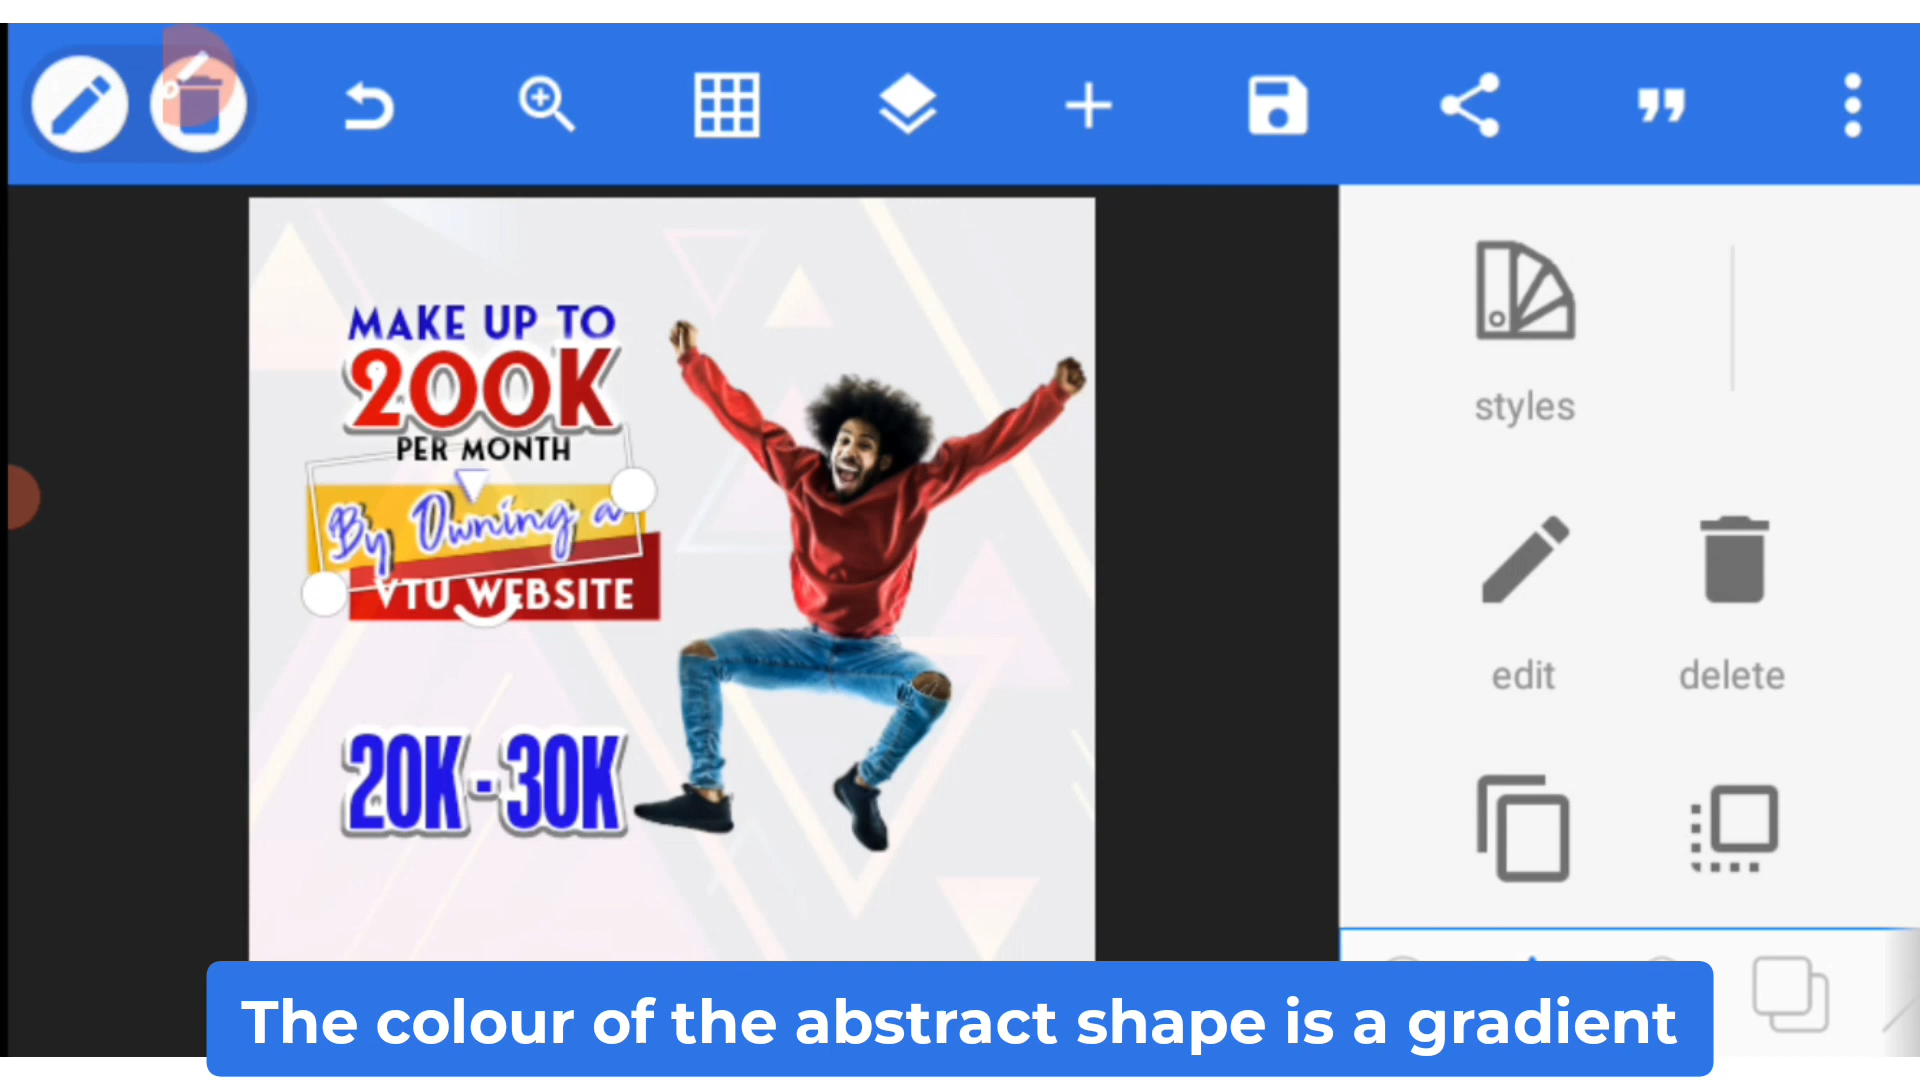 MAKE UP TO
200K
PER MONTH
By Owning a
VTU WEBSITE
20K - 30K
styles
edit
delete
The colour of the abstract shape is a gradient